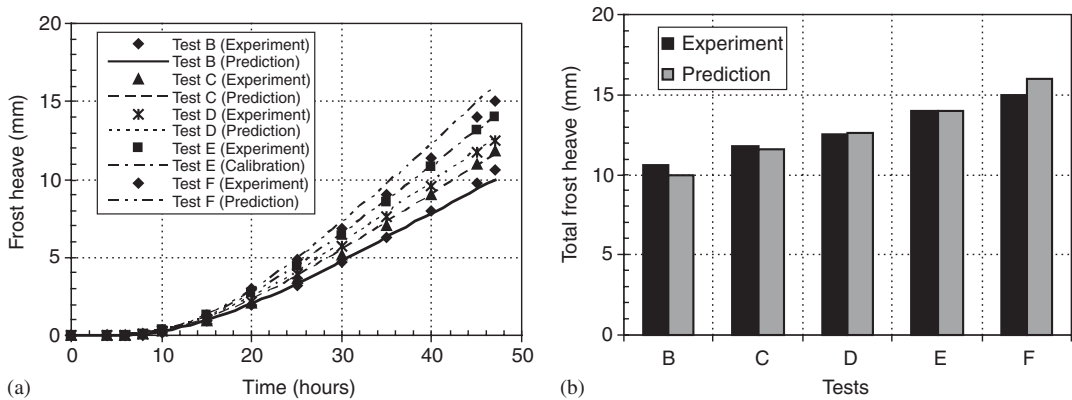 20
15
10
5
0
Frost heave (mm)
Test B (Experiment)
Test B (Prediction)
Test C (Experiment)
Test C (Prediction)
Test D (Experiment)
Test D (Prediction)
Test E (Experiment)
Test E (Calibration)
Test F (Experiment)
Test F (Prediction)
0 10 20 30 40 50
(a)
Time (hours)
20
15
10
5
0
Total frost heave (mm)
Experiment
Prediction
B C D E F
(b)
Tests